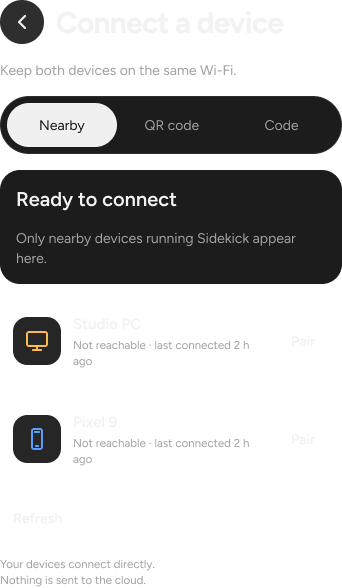 Connect a device
Keep both devices on the same Wi-Fi.
Nearby
QR code
Code
Ready to connect
Only nearby devices running Sidekick appear
here.
Studio PC
Not reachable · last connected 2 h
ago
Pair
Pixel 9
Not reachable · last connected 2 h
ago
Pair
Refresh
Your devices connect directly.
Nothing is sent to the cloud.